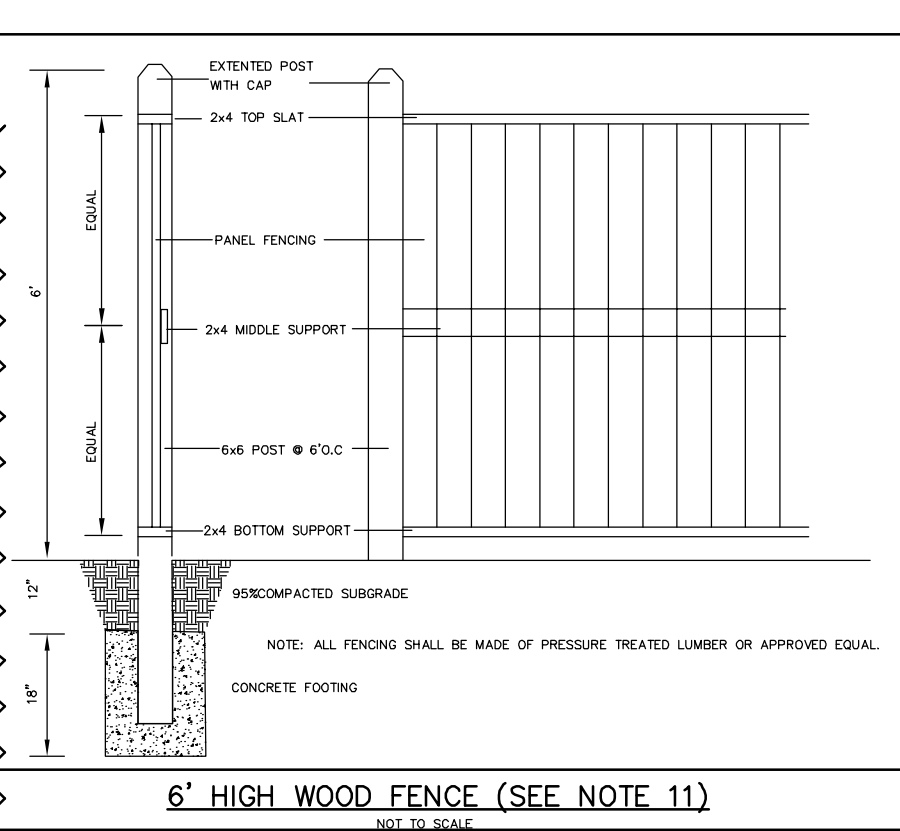 EXTENTED POST
WITH CAP
2x4 TOP SLAT
EQUAL
PANEL FENCING
6'
2x4 MIDDLE SUPPORT
EQUAL
6x6 POST @ 6'O.C
2x4 BOTTOM SUPPORT
12"
95%COMPACTED SUBGRADE
NOTE: ALL FENCING SHALL BE MADE OF PRESSURE TREATED LUMBER OR APPROVED EQUAL.
18"
CONCRETE FOOTING
6' HIGH WOOD FENCE (SEE NOTE 11)
NOT TO SCALE